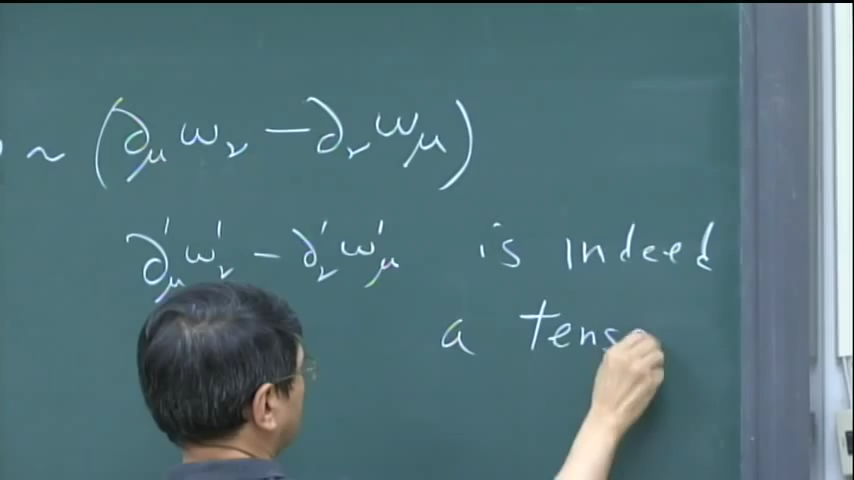 ~ (∂_μ ω_ν − ∂_ν ω_μ)
∂'_μ ω'_ν − ∂'_ν ω'_μ is indeed
a tens